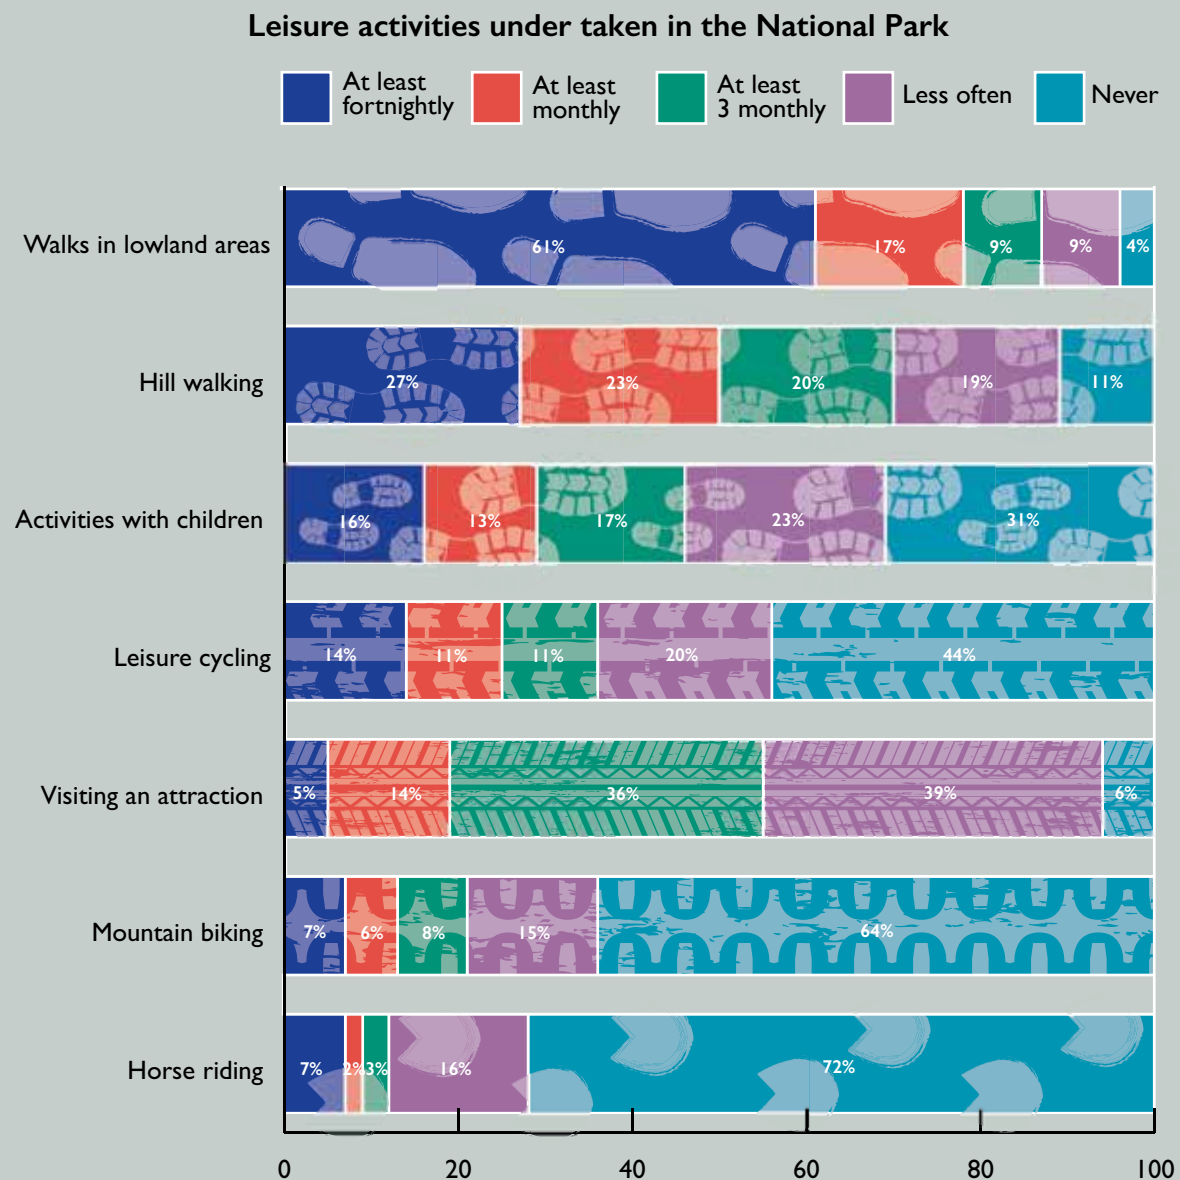 Leisure activities under taken in the National Park
At least
fortnightly
At least
monthly
At least
3 monthly
Less often
Never
Walks in lowland areas
61%
17%
9%
9%
4%
Hill walking
27%
23%
20%
19%
11%
Activities with children
16%
13%
17%
23%
31%
Leisure cycling
14%
11%
11%
20%
44%
Visiting an attraction
5%
14%
36%
39%
6%
Mountain biking
7%
6%
8%
15%
64%
Horse riding
7%
2%
3%
16%
72%
0
20
40
60
80
100